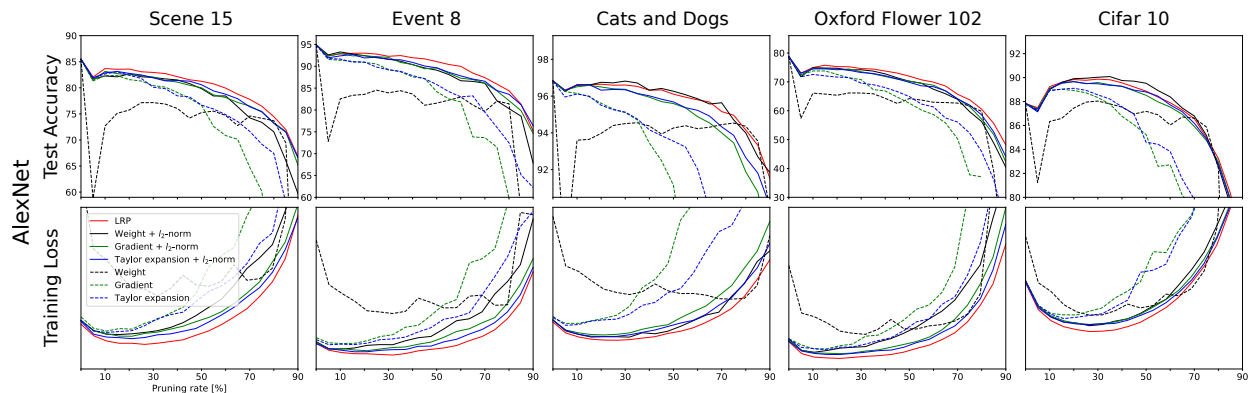 Scene 15 Event 8 Cats and Dogs Oxford Flower 102 Cifar 10
AlexNet
Test Accuracy
90 85 80 75 70 65 60
95 90 85 80 75 70 65 60
98 96 94 92
80 70 60 50 40 30
92 90 88 86 84 82 80
Training Loss
LRP
Weight + l₂-norm
Gradient + l₂-norm
Taylor expansion + l₂-norm
Weight
Gradient
Taylor expansion
10 30 50 70 90
10 30 50 70 90
10 30 50 70 90
10 30 50 70 90
10 30 50 70 90
Pruning rate [%]